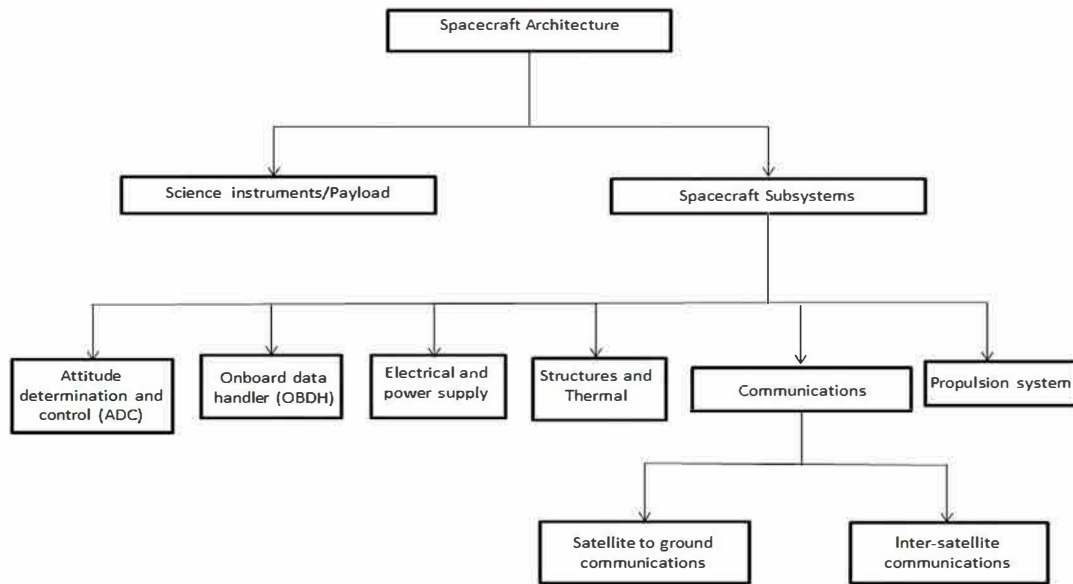 Spacecraft Architecture
Science instruments/Payload
Spacecraft Subsystems
Attitude
determination and
control (ADC)
Onboard data
handler (OBDH)
Electrical and
power supply
Structures and
Thermal
Communications
Propulsion system
Satellite to ground
communications
Inter-satellite
communications